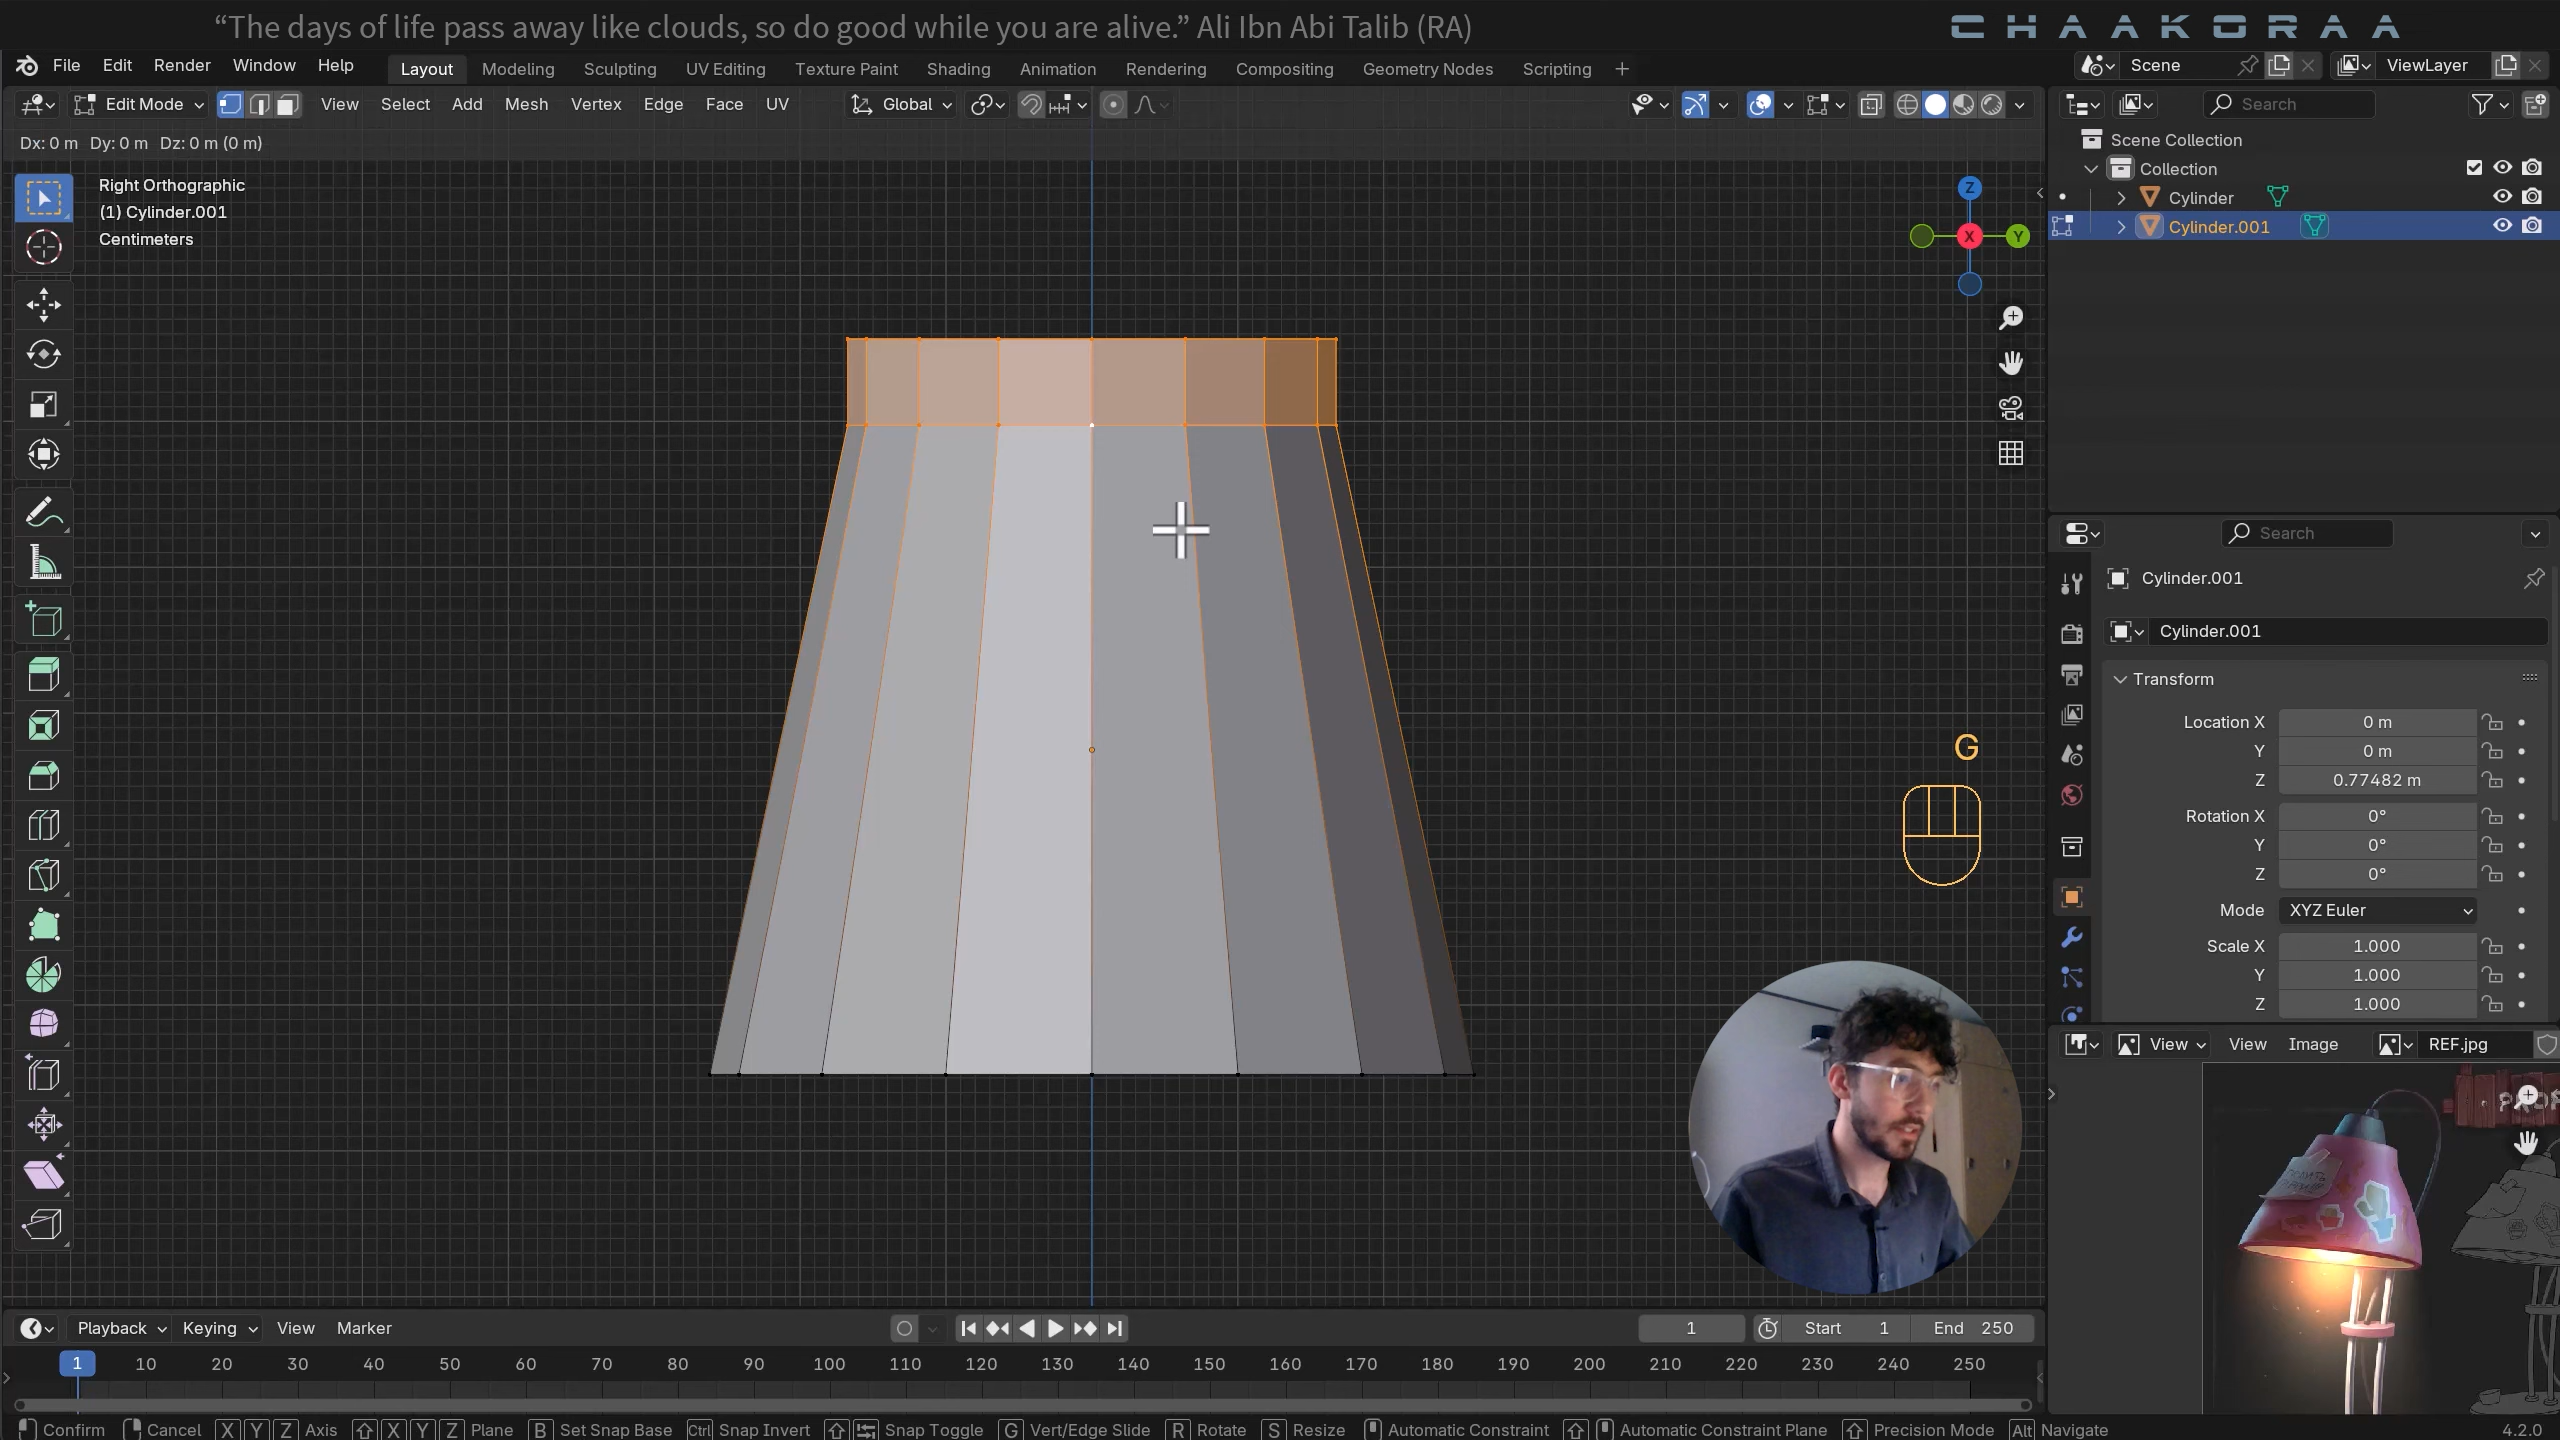 “The days of life pass away like clouds, so do good while you are alive.” Ali Ibn Abi Talib (RA)
CHAAKORAA
File Edit Render Window Help Layout Modeling Sculpting UV Editing Texture Paint Shading Animation Rendering Compositing Geometry Nodes Scripting + Scene ViewLayer
Edit Mode View Select Add Mesh Vertex Edge Face UV Global Search
Dx: 0 m Dy: 0 m Dz: 0 m (0 m)
Right Orthographic
(1) Cylinder.001
Centimeters
Z
X
Y
G
Scene Collection
Collection
Cylinder
Cylinder.001
Search
Cylinder.001
Cylinder.001
Transform
Location X 0 m
Y 0 m
Z 0.77482 m
Rotation X 0°
Y 0°
Z 0°
Mode XYZ Euler
Scale X 1.000
Y 1.000
Z 1.000
View View Image REF.jpg
Playback Keying View Marker 1 Start 1 End 250
1 10 20 30 40 50 60 70 80 90 100 110 120 130 140 150 160 170 180 190 200 210 220 230 240 250
Confirm Cancel X Y Z Axis X Y Z Plane B Set Snap Base Ctrl Snap Invert Snap Toggle G Vert/Edge Slide R Rotate S Resize Automatic Constraint Automatic Constraint Plane Precision Mode Alt Navigate 4.2.0